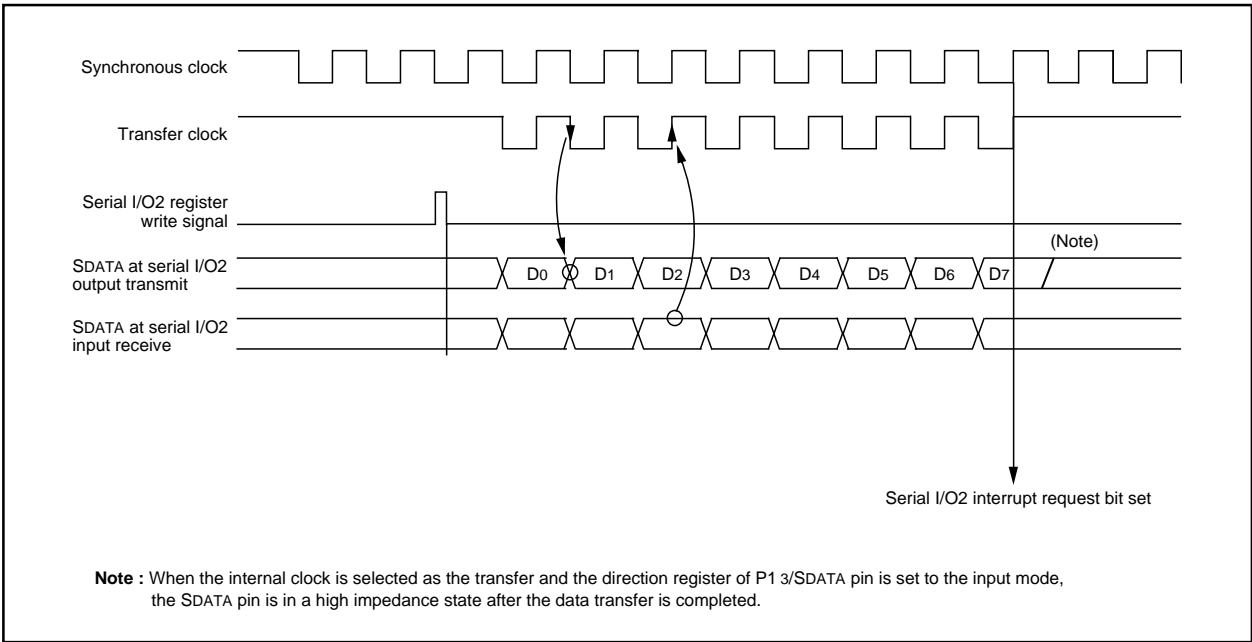 Synchronous clock
Transfer clock
Serial I/O2 register
write signal
(Note)
SDATA at serial I/O2
output transmit
D0 D1 D2 D3 D4 D5 D6 D7
SDATA at serial I/O2
input receive
Serial I/O2 interrupt request bit set
Note : When the internal clock is selected as the transfer and the direction register of P1 3/SDATA pin is set to the input mode,
the SDATA pin is in a high impedance state after the data transfer is completed.